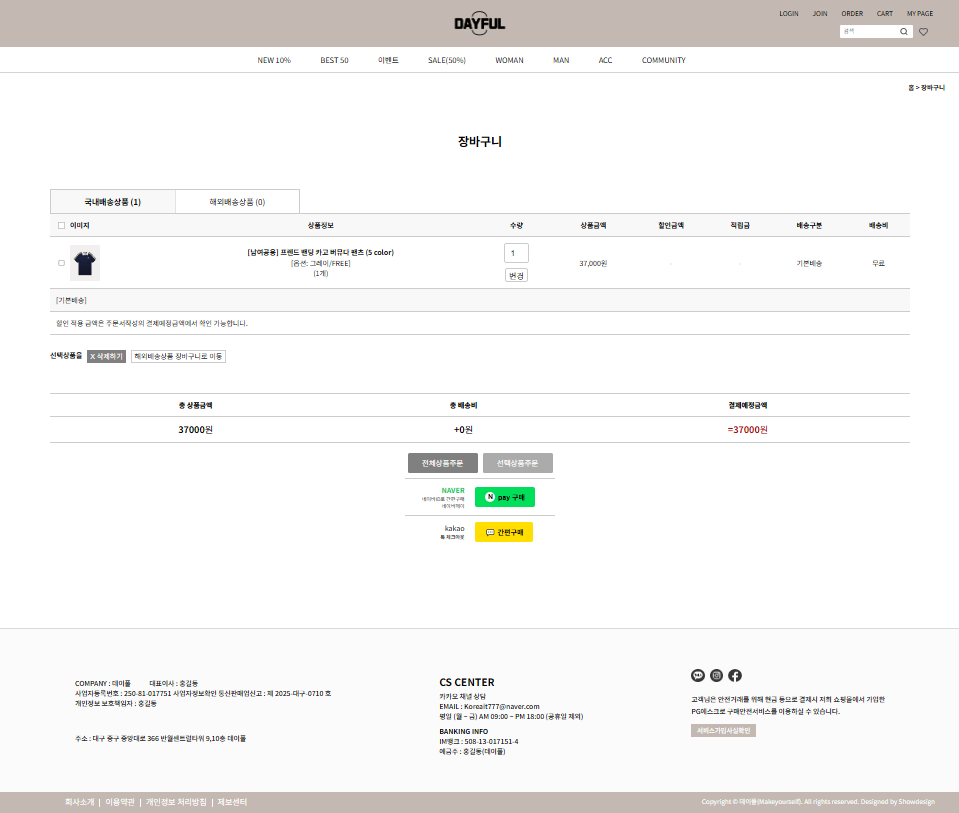 LOGIN JOIN ORDER CART MY PAGE
DAYFUL
검색
NEW 10% BEST 50 이벤트 SALE(50%) WOMAN MAN ACC COMMUNITY
홈 > 장바구니
장바구니
국내배송상품 (1) 해외배송상품 (0)
이미지 상품정보 수량 상품금액 할인금액 적립금 배송구분 배송비
[남여공용] 프렌드 밴딩 카고 버뮤다 팬츠 (5 color)
[옵션: 그레이/FREE]
(1개)
1
변경
37,000원 - - 기본배송 무료
[기본배송]
할인 적용 금액은 주문서작성의 결제예정금액에서 확인 가능합니다.
선택상품을 X 삭제하기 해외배송상품 장바구니로 이동
총 상품금액 총 배송비 결제예정금액
37000원 +0원 =37000원
전체상품주문 선택상품주문
NAVER
네이버ID로 간편구매
네이버페이
N pay 구매
kakao
톡 체크아웃
간편구매
COMPANY : 데이풀 대표이사 : 홍길동
사업자등록번호 : 250-81-017751 사업자정보확인 통신판매업신고 : 제 2025-대구-0710 호
개인정보 보호책임자 : 홍길동
주소 : 대구 중구 중앙대로 366 반월센트럴타워 9,10층 데이풀
CS CENTER
카카오 채널 상담
EMAIL : Koreait777@naver.com
평일 (월 ~ 금) AM 09:00 ~ PM 18:00 (공휴일 제외)
BANKING INFO
IM뱅크 : 508-13-017151-4
예금주 : 홍길동(데이풀)
고객님은 안전거래를 위해 현금 등으로 결제시 저희 쇼핑몰에서 가입한
PG에스크로 구매안전서비스를 이용하실 수 있습니다.
서비스가입사실확인
회사소개 | 이용약관 | 개인정보 처리방침 | 제보센터
Copyright © 데이풀(Makeyourself). All rights reserved. Designed by Showdesign